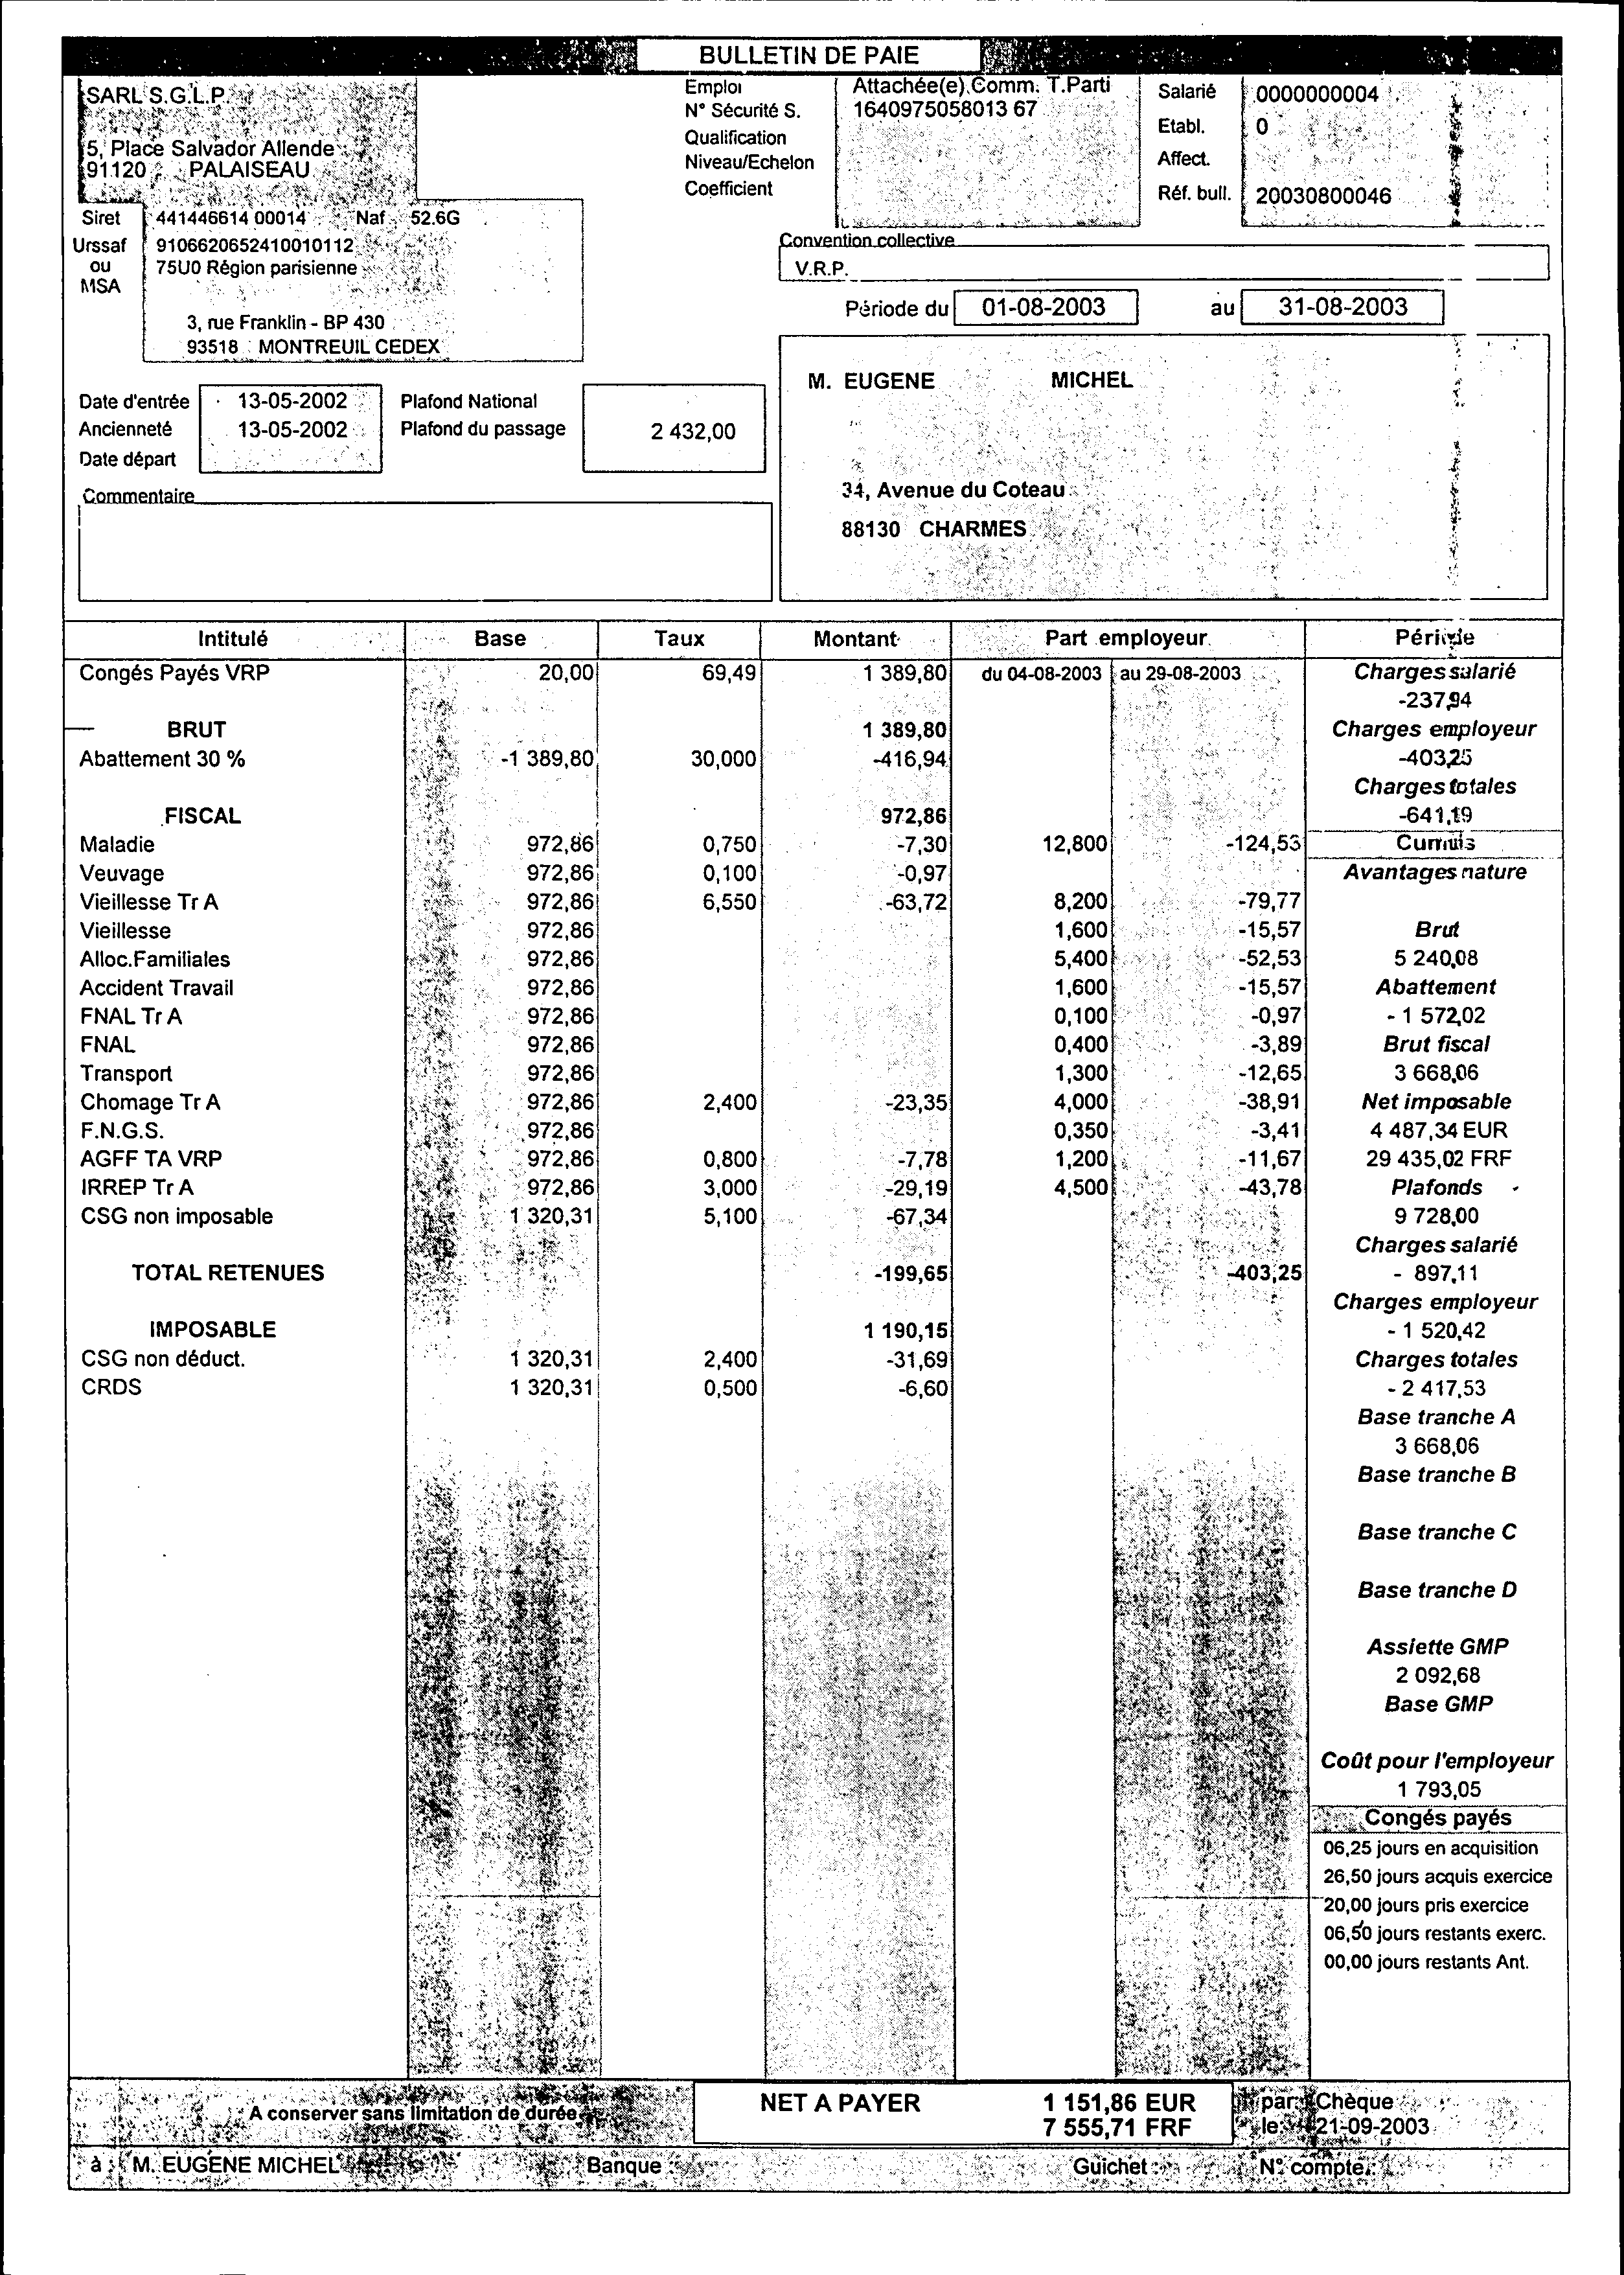 BULLETIN DE PAIE
SARL S.G.L.P.
5, Place Salvador Allende
91120 PALAISEAU
Siret 441446614 00014 Naf 52.6G
Urssaf ou MSA 9106620652410010112
75U0 Région parisienne
3, rue Franklin - BP 430
93518 MONTREUIL CEDEX
Emploi Attachée(e) Comm. T.Parti
N° Sécurité S. 1640975058013 67
Qualification
Niveau/Echelon
Coefficient
Salarié 0000000004
Etabl. 0
Affect.
Réf. bull. 20030800046
Convention collective
V.R.P.
Période du 01-08-2003 au 31-08-2003
Date d'entrée 13-05-2002 Plafond National
Ancienneté 13-05-2002 Plafond du passage 2 432,00
Date départ
Commentaire
M. EUGENE MICHEL
34, Avenue du Coteau
88130 CHARMES
Intitulé Base Taux Montant Part employeur Période
Congés Payés VRP 20,00 69,49 1 389,80 du 04-08-2003 au 29-08-2003 Charges salarié
-237,94
BRUT 1 389,80 Charges employeur
Abattement 30 % -1 389,80 30,000 -416,94 -403,25
Charges totales
FISCAL 972,86 -641,19
Maladie 972,86 0,750 -7,30 12,800 -124,53 Cumuls
Veuvage 972,86 0,100 -0,97 Avantages nature
Vieillesse Tr A 972,86 6,550 -63,72 8,200 -79,77
Vieillesse 972,86 1,600 -15,57 Brut
Alloc.Familiales 972,86 5,400 -52,53 5 240,08
Accident Travail 972,86 1,600 -15,57 Abattement
FNAL Tr A 972,86 0,100 -0,97 - 1 572,02
FNAL 972,86 0,400 -3,89 Brut fiscal
Transport 972,86 1,300 -12,65 3 668,06
Chomage Tr A 972,86 2,400 -23,35 4,000 -38,91 Net imposable
F.N.G.S. 972,86 0,350 -3,41 4 487,34 EUR
AGFF TA VRP 972,86 0,800 -7,78 1,200 -11,67 29 435,02 FRF
IRREP Tr A 972,86 3,000 -29,19 4,500 -43,78 Plafonds
CSG non imposable 1 320,31 5,100 -67,34 9 728,00
Charges salarié
TOTAL RETENUES -199,65 -403,25 - 897,11
Charges employeur
IMPOSABLE 1 190,15 - 1 520,42
CSG non déduct. 1 320,31 2,400 -31,69 Charges totales
CRDS 1 320,31 0,500 -6,60 - 2 417,53
Base tranche A
3 668,06
Base tranche B
Base tranche C
Base tranche D
Assiette GMP
2 092,68
Base GMP
Coût pour l'employeur
1 793,05
Congés payés
06,25 jours en acquisition
26,50 jours acquis exercice
20,00 jours pris exercice
06,50 jours restants exerc.
00,00 jours restants Ant.
A conserver sans limitation de durée NET A PAYER 1 151,86 EUR par : Chèque
7 555,71 FRF le : 21-09-2003
à : M. EUGENE MICHEL Banque : Guichet : N° compte :